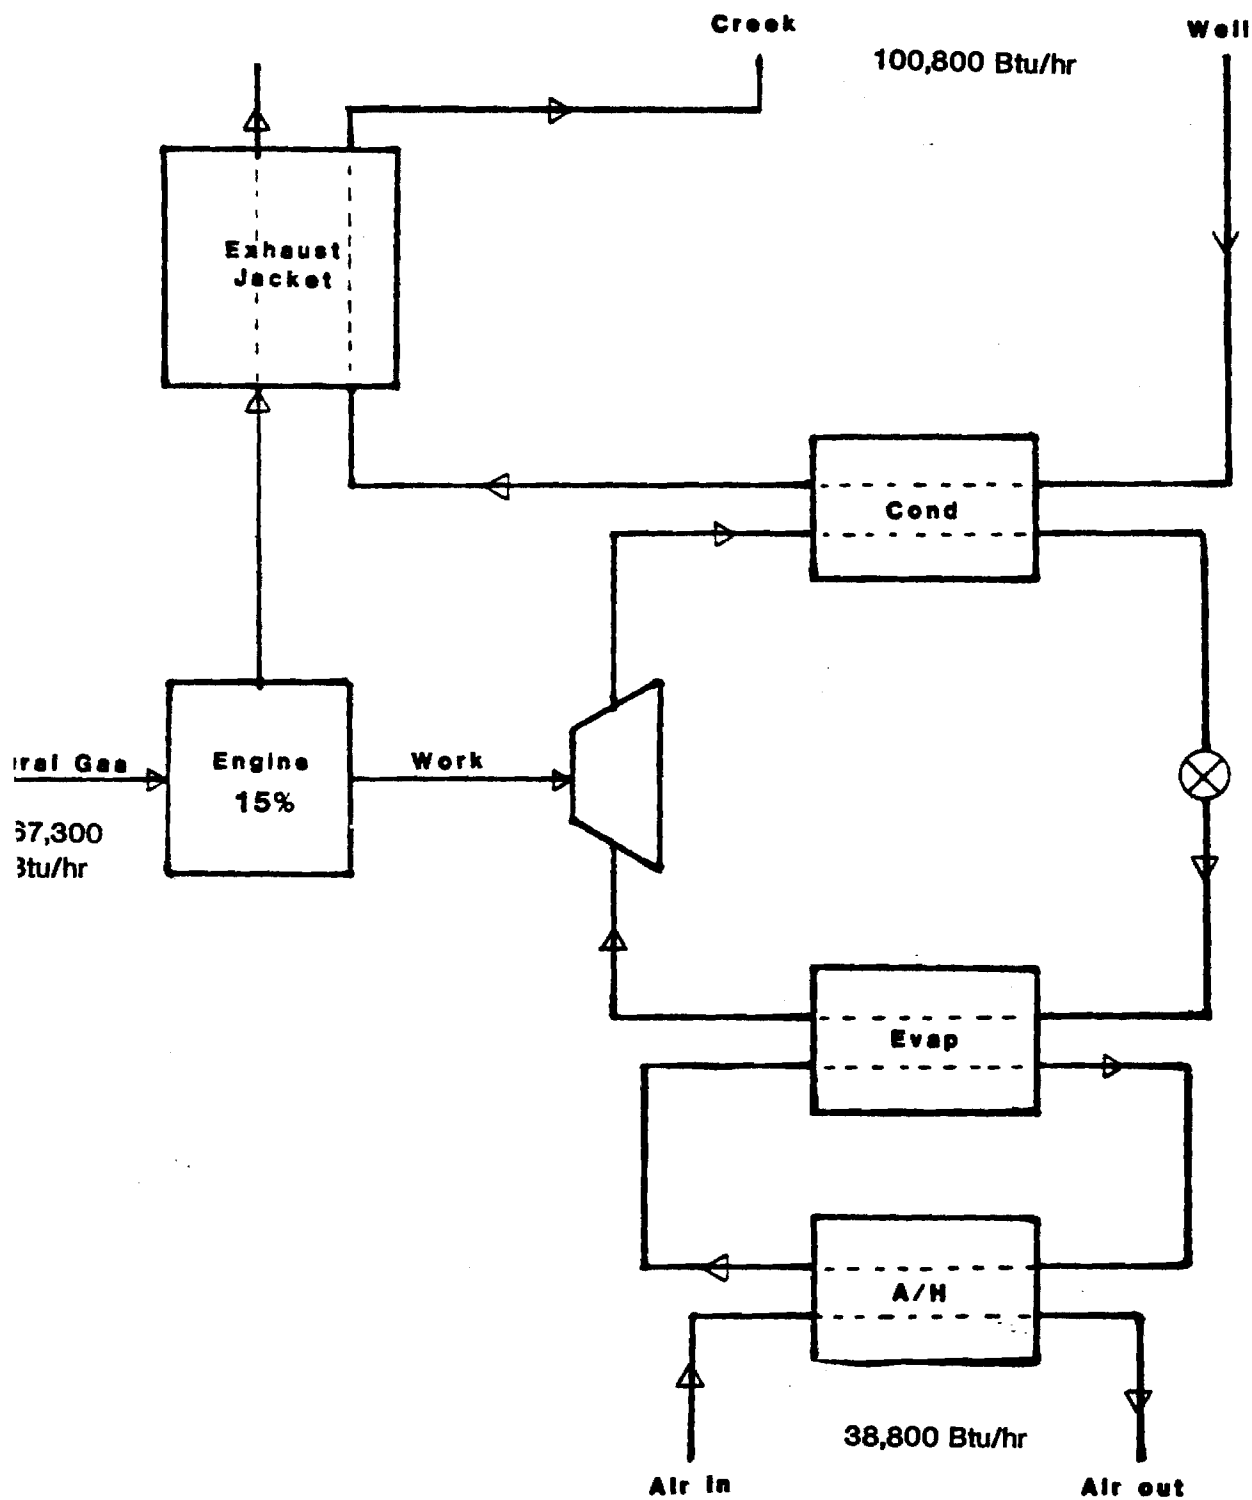 Creek
Well
100,800 Btu/hr
Exhaust
Jacket
Cond
Gas
Engine
15%
Work
Evap
A/H
38,800 Btu/hr
Air in
Air out